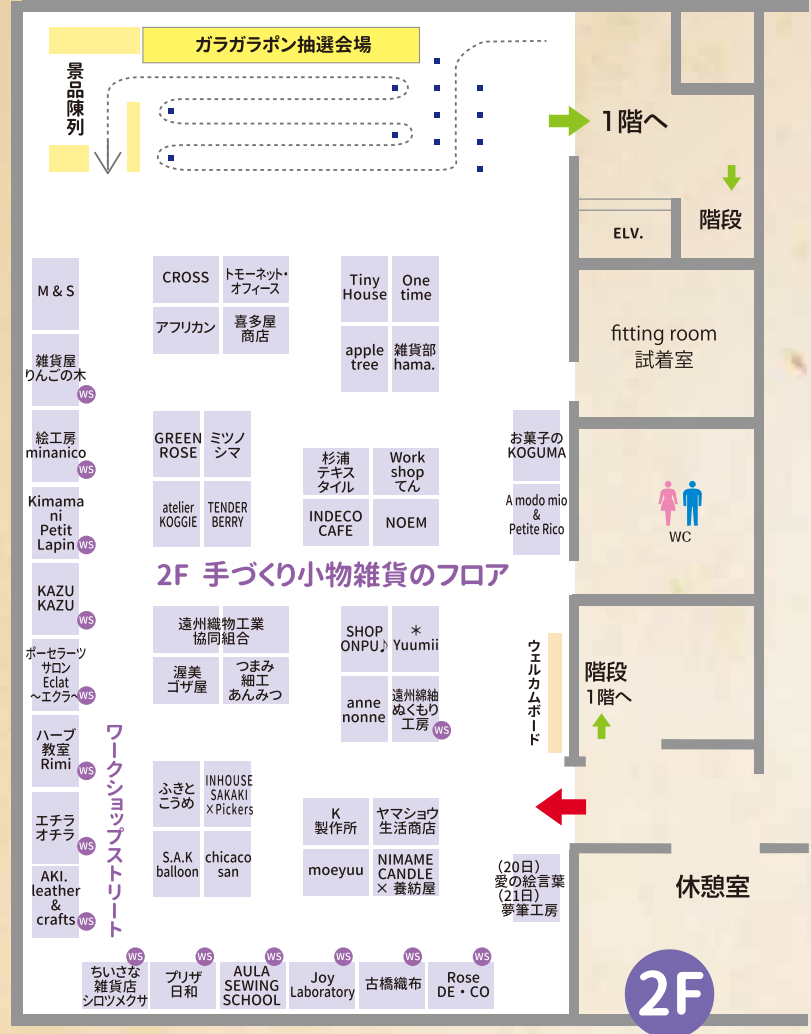 ガラガラポン抽選会場
景品陳列
1階へ
階段
ELV.
M & S
CROSS
トモーネット・
オフィース
アフリカン
喜多屋
商店
Tiny
House
One
time
apple
tree
雑貨部
hama.
fitting room
試着室
雑貨屋
りんごの木
WS
絵工房
minanico
WS
Kimama
ni
Petit
Lapin
WS
KAZU
KAZU
WS
ポーセラーツ
サロン
Eclat
～エクラ～
WS
ハーブ
教室
Rimi
WS
エチラ
オチラ
WS
AKI.
leather
&
crafts
WS
GREEN
ROSE
ミツノ
シマ
atelier
KOGGIE
TENDER
BERRY
杉浦
テキス
タイル
Work
shop
てん
INDECO
CAFE
NOEM
お菓子の
KOGUMA
A modo mio
&
Petite Rico
WC
2F 手づくり小物雑貨のフロア
遠州織物工業
協同組合
渥美
ゴザ屋
つまみ
細工
あんみつ
SHOP
ONPU♪
＊
Yuumii
anne
nonne
遠州綿紬
ぬくもり
工房
WS
ウェルカムボード
階段
1階へ
ワークショップストリート
ふきと
こうめ
INHOUSE
SAKAKI
×Pickers
S.A.K
balloon
chicaco
san
K
製作所
ヤマショウ
生活商店
moeyuu
NIMAME
CANDLE
× 養紡屋
（20日）
愛の絵言葉
（21日）
夢筆工房
休憩室
WS
ちいさな
雑貨店
シロツメクサ
WS
プリザ
日和
WS
AULA
SEWING
SCHOOL
WS
Joy
Laboratory
WS
古橋織布
WS
Rose
DE・CO
2F